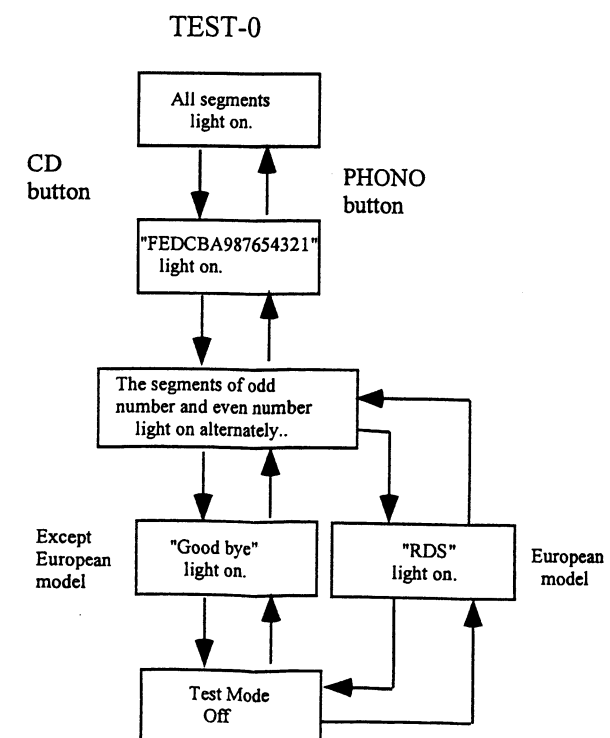 TEST-0
All segments
light on.
CD
button
PHONO
button
"FEDCBA987654321"
light on.
The segments of odd
number and even number
light on alternately..
Except
European
model
"Good bye"
light on.
"RDS"
light on.
European
model
Test Mode
Off